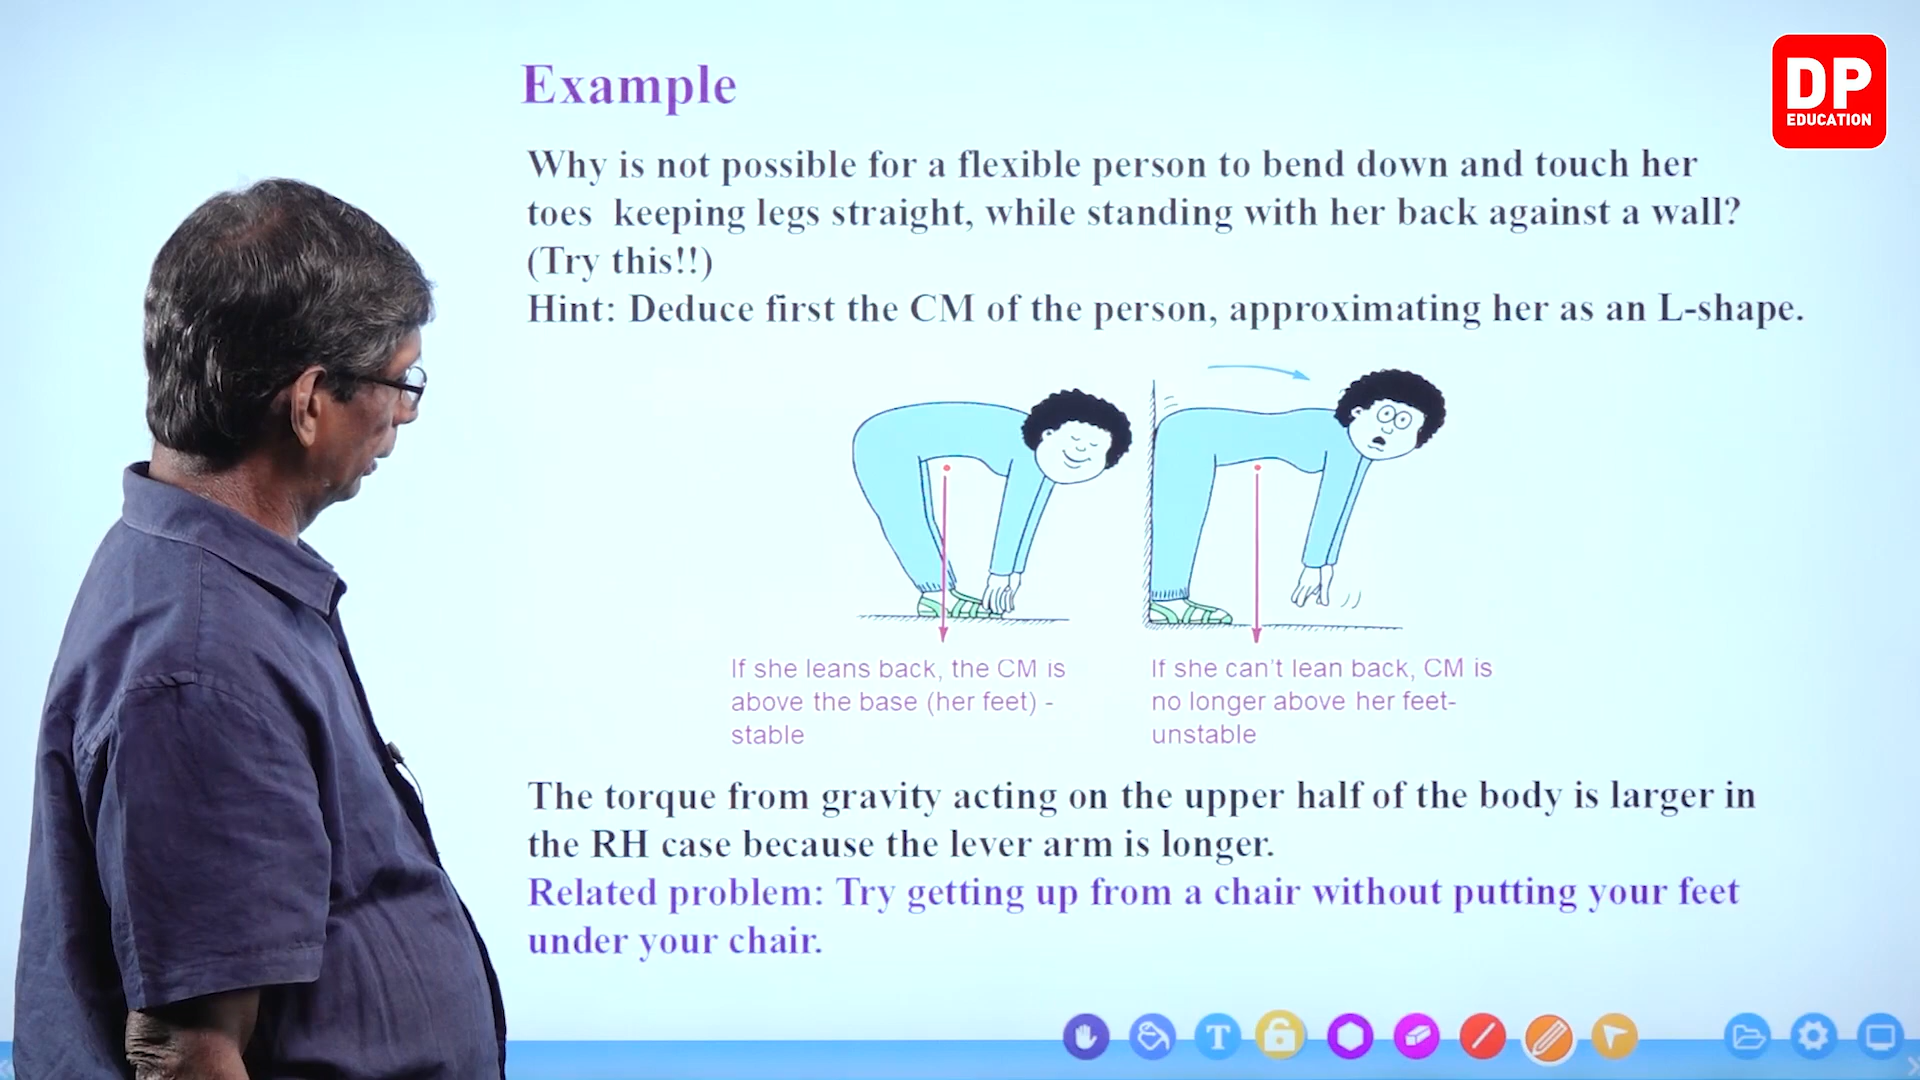 DP
EDUCATION
Example
Why is not possible for a flexible person to bend down and touch her
toes keeping legs straight, while standing with her back against a wall?
(Try this!!)
Hint: Deduce first the CM of the person, approximating her as an L-shape.
If she leans back, the CM is
above the base (her feet) -
stable
If she can't lean back, CM is
no longer above her feet-
unstable
The torque from gravity acting on the upper half of the body is larger in
the RH case because the lever arm is longer.
Related problem: Try getting up from a chair without putting your feet
under your chair.
T